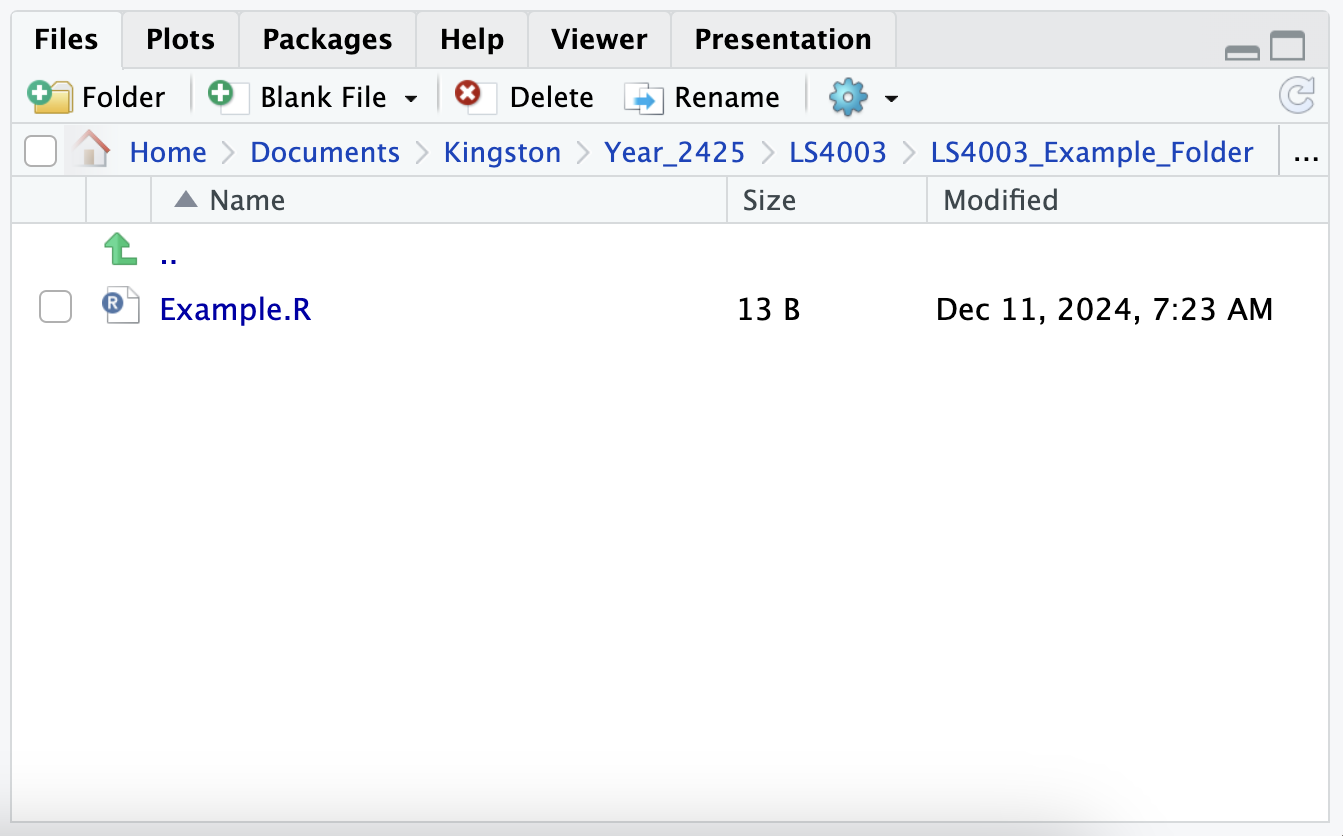 Files Plots Packages Help Viewer Presentation
Folder Blank File Delete Rename
Home Documents Kingston Year_2425 LS4003 LS4003_Example_Folder ...
Name Size Modified
..
R Example.R 13 B Dec 11, 2024, 7:23 AM